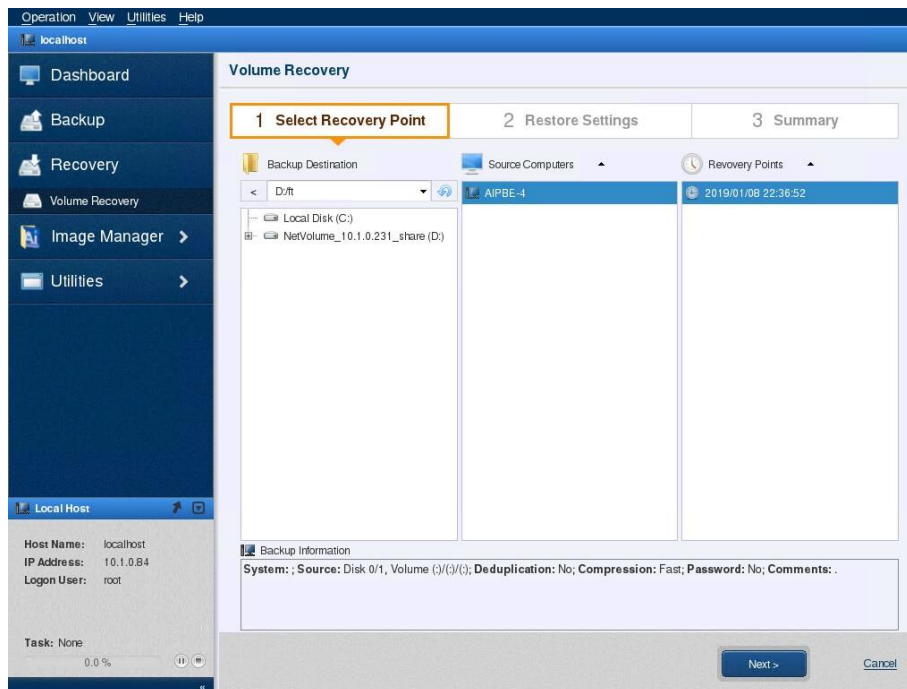 Operation View Utilities Help
localhost
Dashboard
Backup
Recovery
Volume Recovery
Image Manager
Utilities
Local Host
Host Name: localhost
IP Address: 10.1.0.84
Logon User: root
Task: None
0.0 %
Volume Recovery
1 Select Recovery Point
2 Restore Settings
3 Summary
Backup Destination
Source Computers
Revovery Points
< D:/ft
AIPBE-4
2019/01/08 22:36:52
Local Disk (C:)
NetVolume_10.1.0.231_share (D:)
Backup Information
System: ; Source: Disk 0/1, Volume (:)/(:)/(:); Deduplication: No; Compression: Fast; Password: No; Comments: .
Next >
Cancel